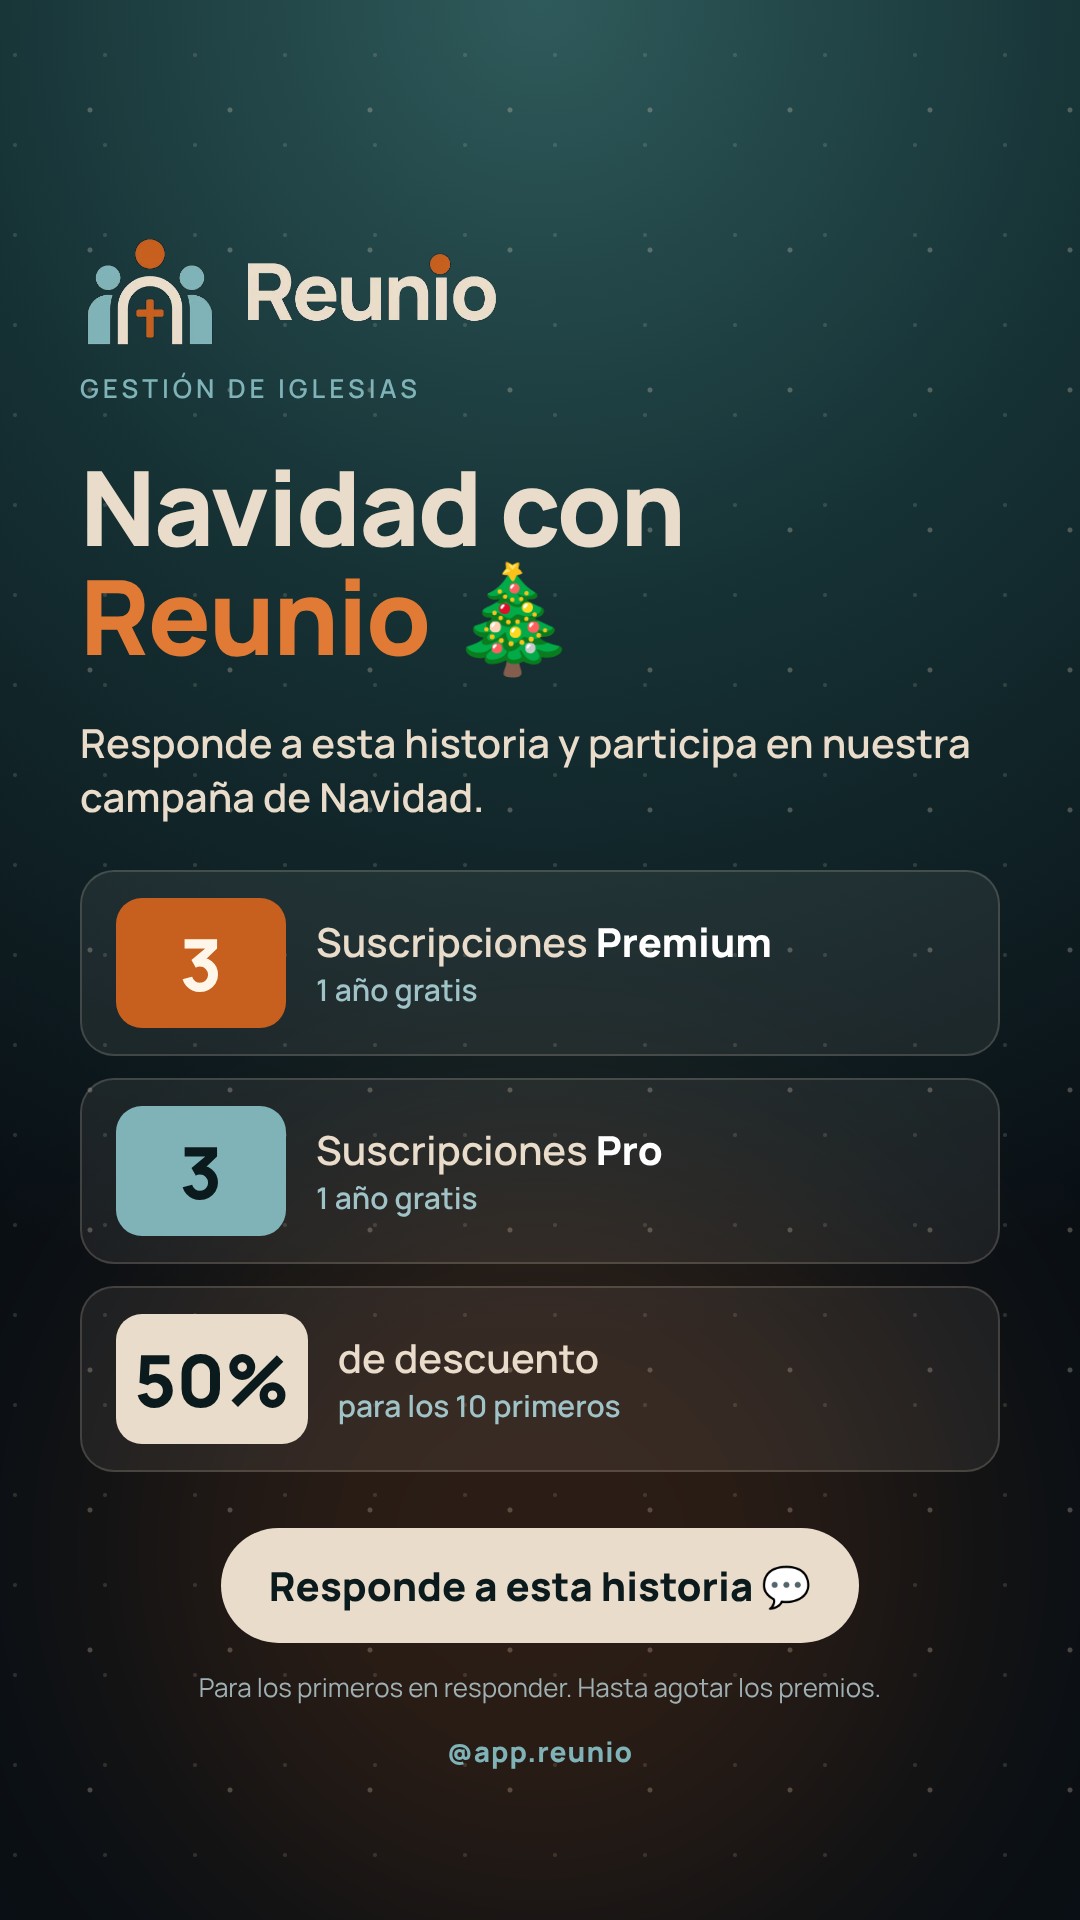 Reunio
GESTIÓN DE IGLESIAS
Navidad con
Reunio 🎄
Responde a esta historia y participa en nuestra
campaña de Navidad.
3
Suscripciones Premium
1 año gratis
3
Suscripciones Pro
1 año gratis
50%
de descuento
para los 10 primeros
Responde a esta historia 💬
Para los primeros en responder. Hasta agotar los premios.
@app.reunio